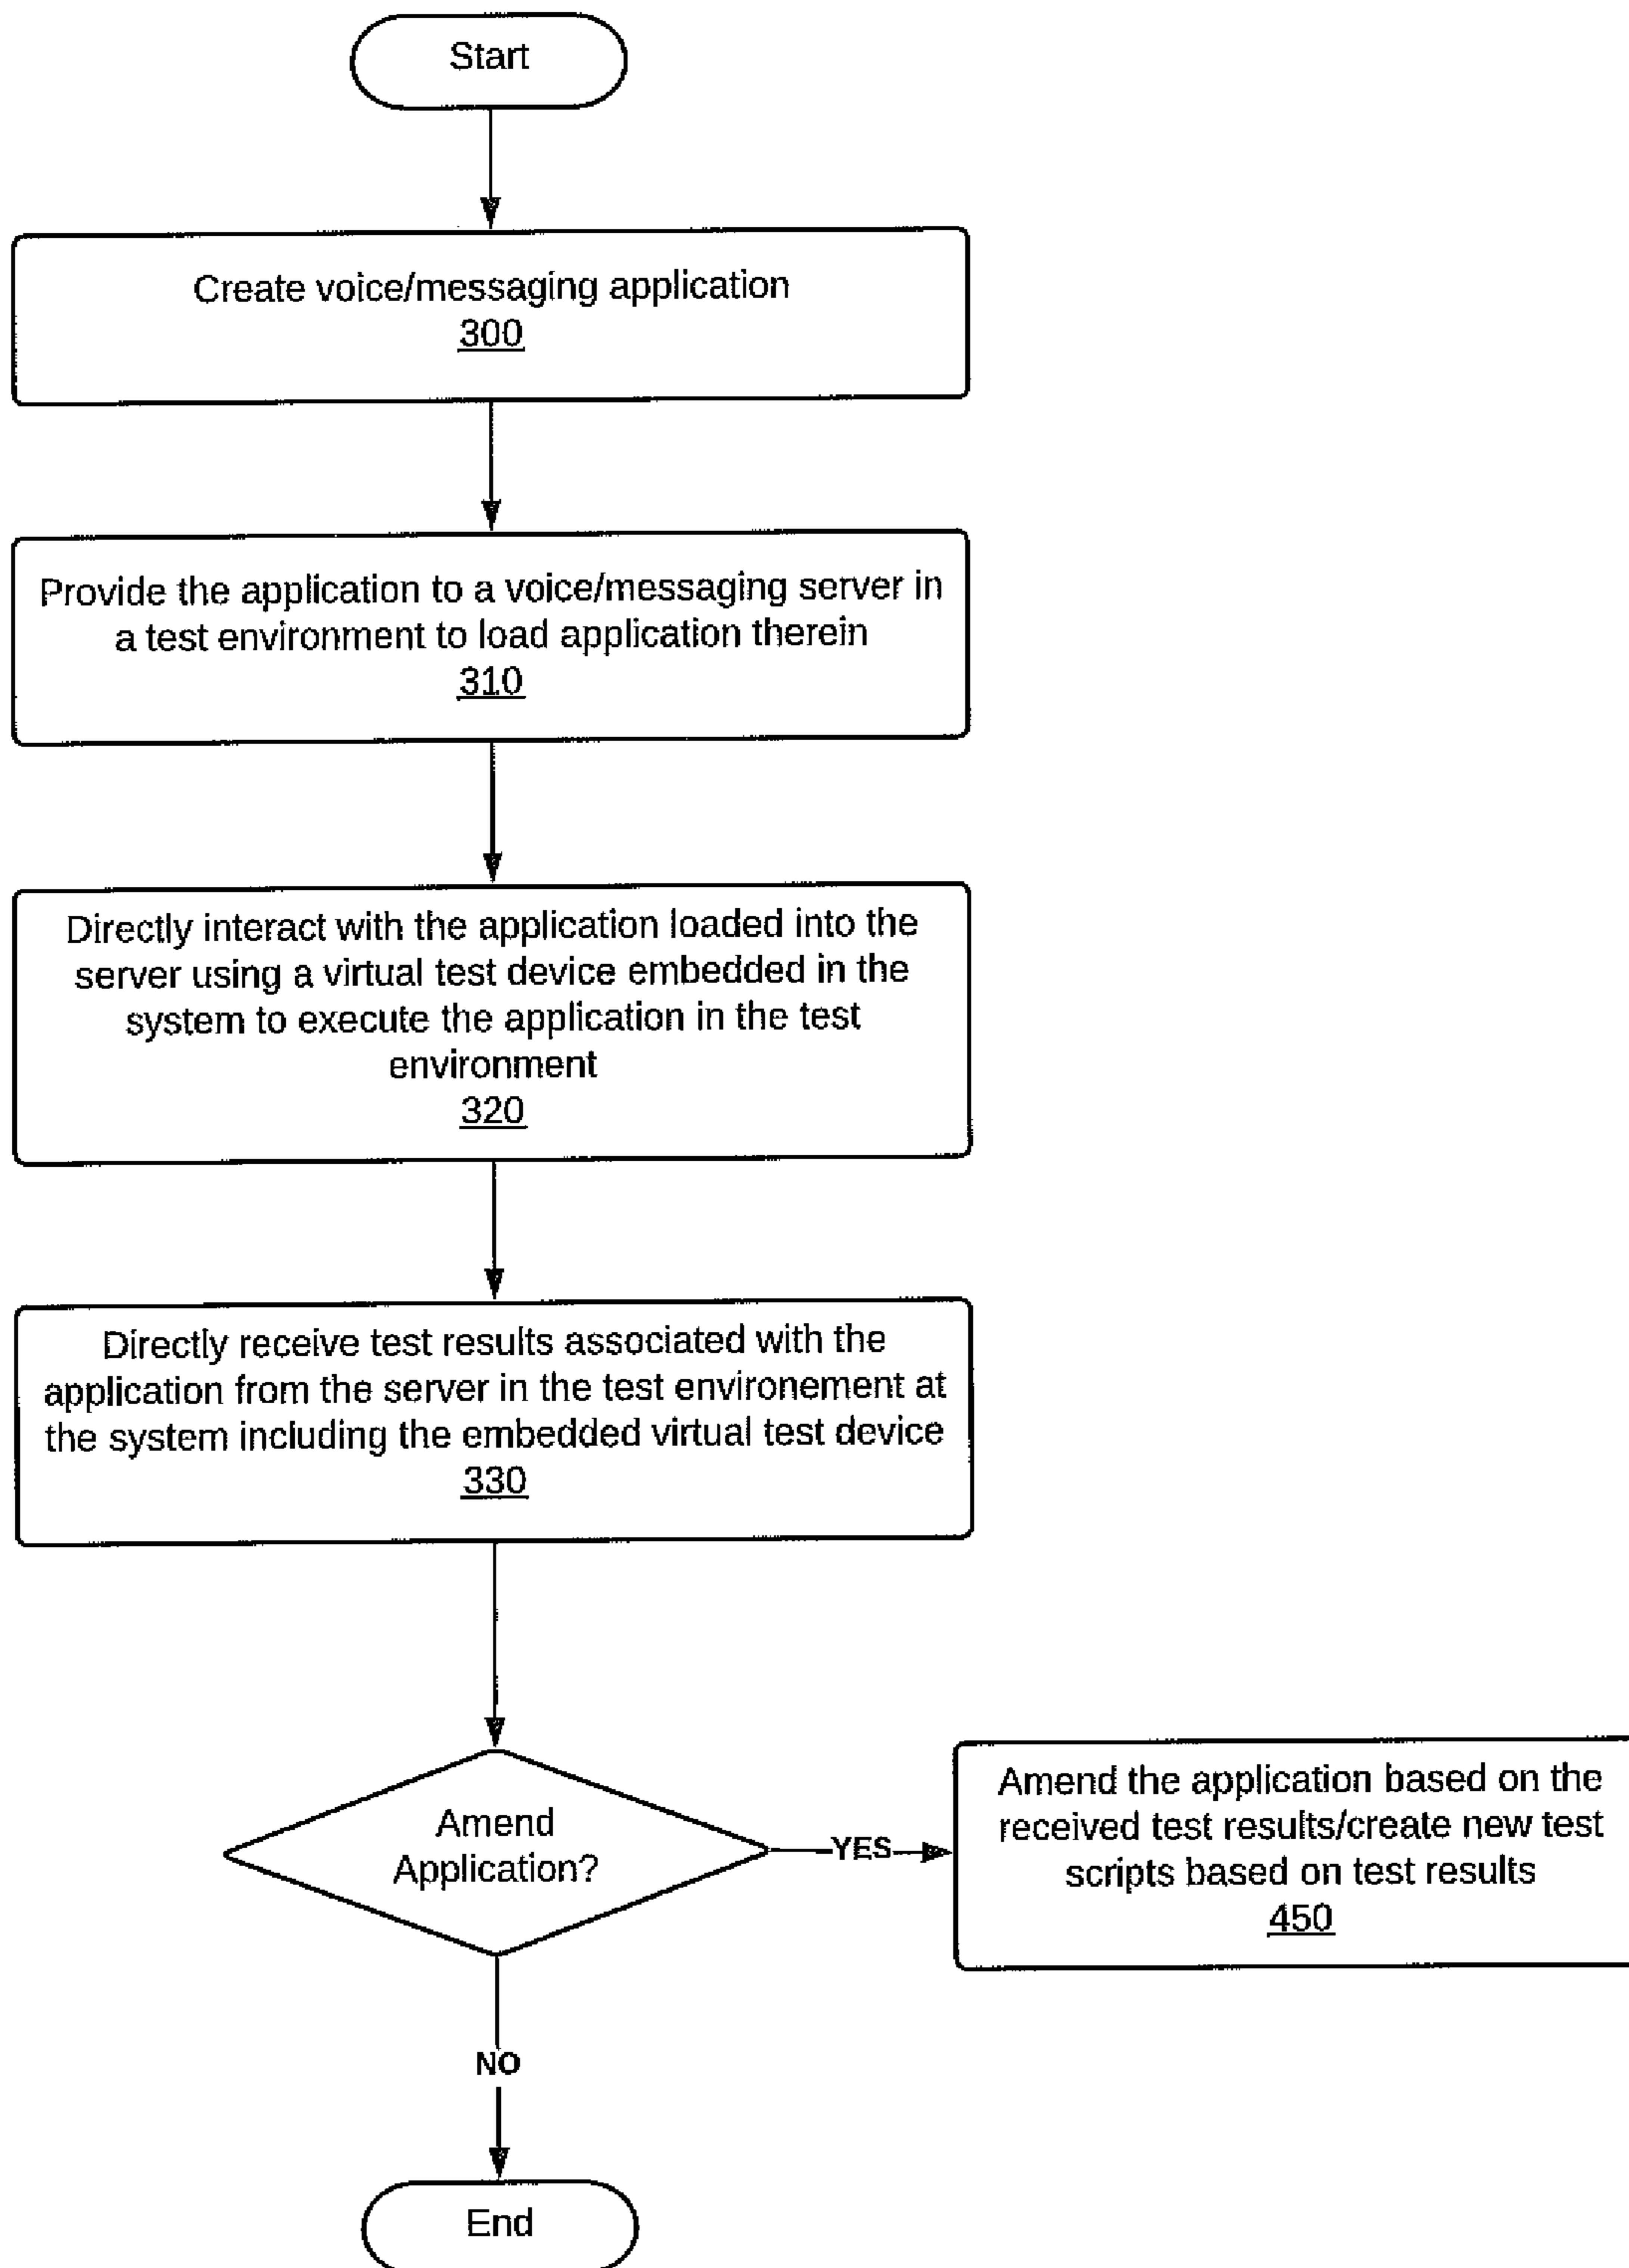 Start
Create voice/messaging application
300
Provide the application to a voice/messaging server in
a test environment to load application therein
310
Directly interact with the application loaded into the
server using a virtual test device embedded in the
system to execute the application in the test
environment
320
Directly receive test results associated with the
application from the server in the test environement at
the system including the embedded virtual test device
330
Amend
Application?
YES
Amend the application based on the
received test results/create new test
scripts based on test results
450
NO
End